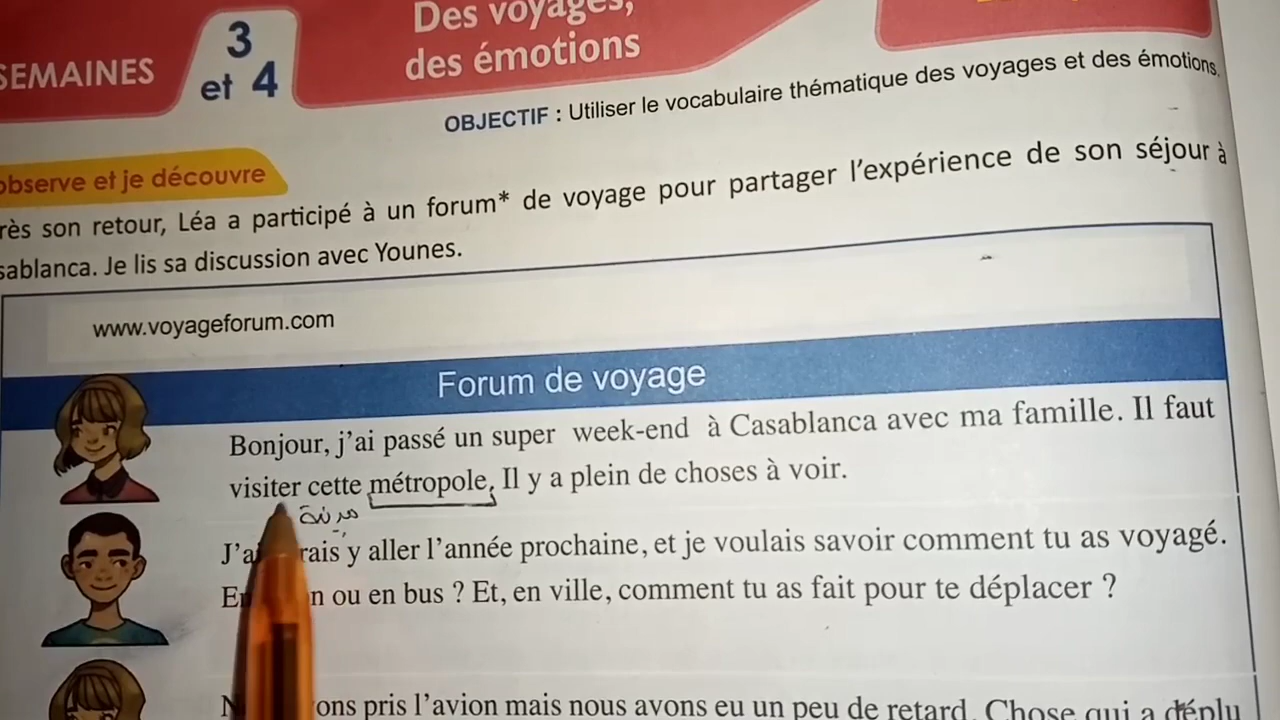 Des voyages,
SEMAINES 3 et 4
des émotions
OBJECTIF : Utiliser le vocabulaire thématique des voyages et des émotions.
observe et je découvre
rès son retour, Léa a participé à un forum* de voyage pour partager l'expérience de son séjour à
sablanca. Je lis sa discussion avec Younes.
www.voyageforum.com
Forum de voyage
Bonjour, j'ai passé un super week-end à Casablanca avec ma famille. Il faut
visiter cette métropole. Il y a plein de choses à voir.
مدينة
y aller l'année prochaine, et je voulais savoir comment tu as voyagé.
ou en bus ? Et, en ville, comment tu as fait pour te déplacer ?
pris l'avion mais nous avons eu un peu de retard. Chose qui a déplu